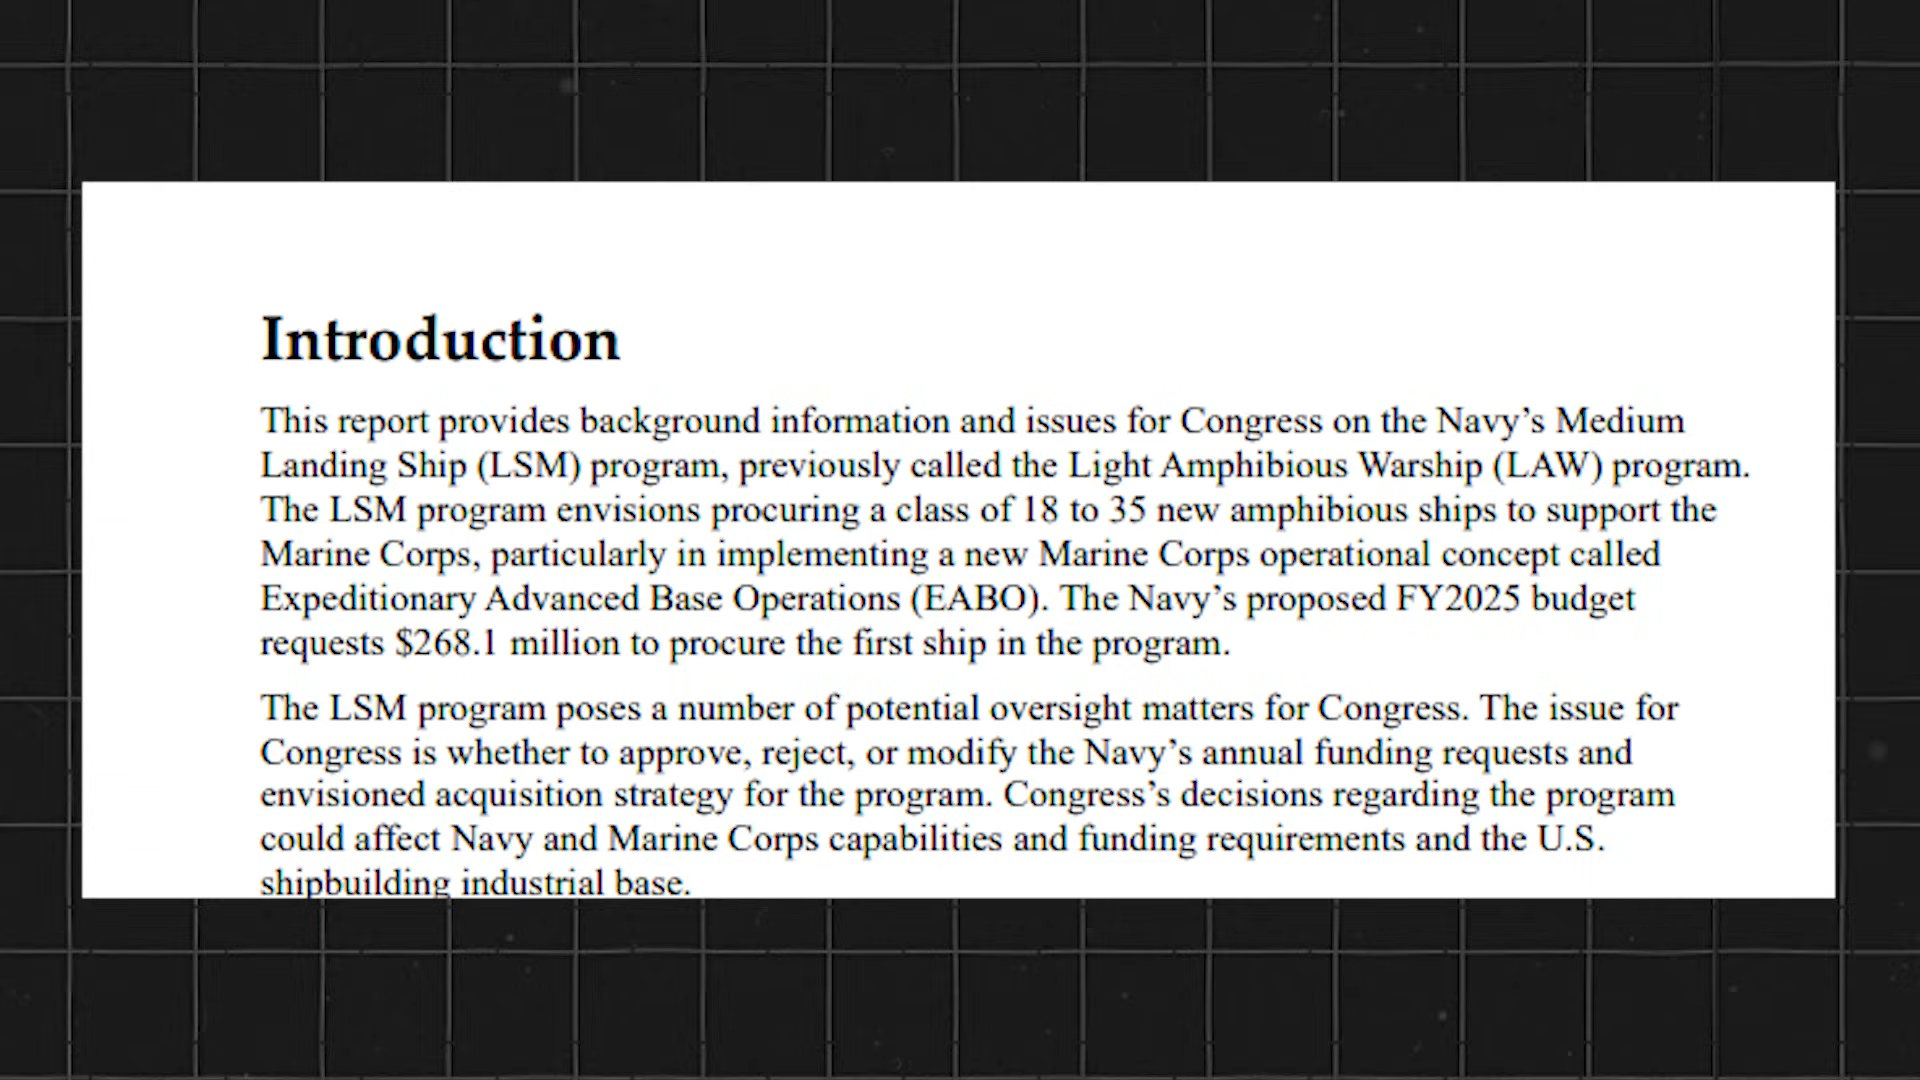 Introduction
This report provides background information and issues for Congress on the Navy’s Medium
Landing Ship (LSM) program, previously called the Light Amphibious Warship (LAW) program.
The LSM program envisions procuring a class of 18 to 35 new amphibious ships to support the
Marine Corps, particularly in implementing a new Marine Corps operational concept called
Expeditionary Advanced Base Operations (EABO). The Navy’s proposed FY2025 budget
requests $268.1 million to procure the first ship in the program.
The LSM program poses a number of potential oversight matters for Congress. The issue for
Congress is whether to approve, reject, or modify the Navy’s annual funding requests and
envisioned acquisition strategy for the program. Congress’s decisions regarding the program
could affect Navy and Marine Corps capabilities and funding requirements and the U.S.
shipbuilding industrial base.